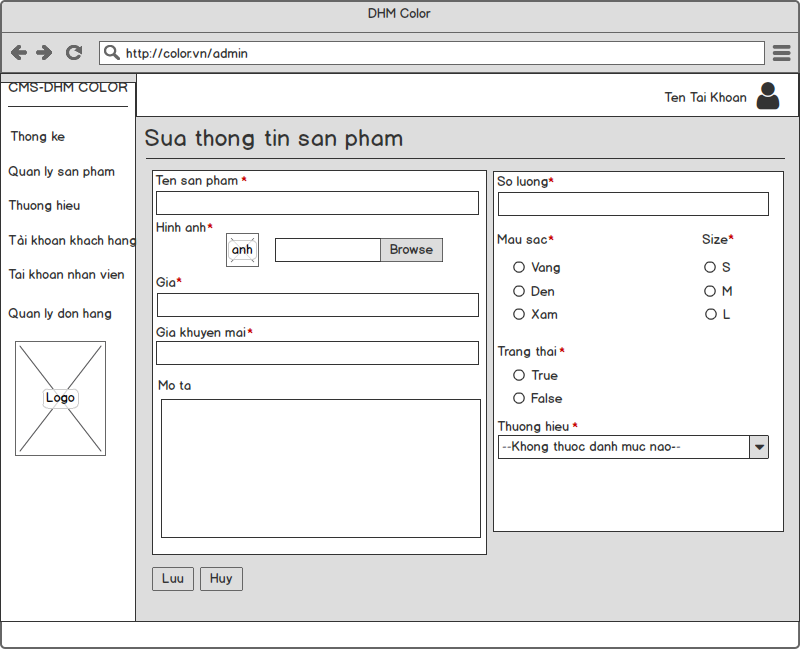 DHM Color
http://color.vn/admin
CMS-DHM COLOR
Ten Tai Khoan
Thong ke
Quan ly san pham
Thuong hieu
Tải khoan khach hang
Tai khoan nhan vien
Quan ly don hang
Logo
Sua thong tin san pham
Ten san pham *
Hinh anh*
anh
Browse
Gia*
Gia khuyen mai*
Mo ta
So luong*
Mau sac*
Size*
Vang
S
Den
M
Xam
L
Trang thai *
True
False
Thuong hieu *
--Khong thuoc danh muc nao--
Luu
Huy